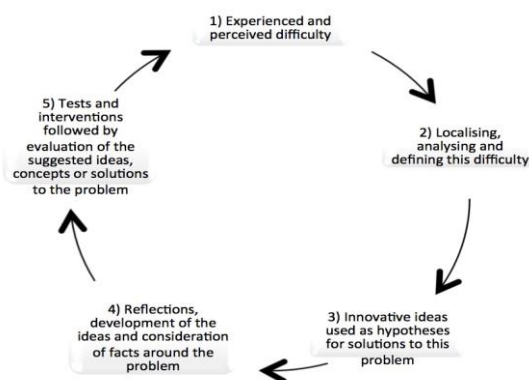 1) Experienced and
perceived difficulty
2) Localising,
analysing and
defining this difficulty
3) Innovative ideas
used as hypotheses
for solutions to this
problem
4) Reflections,
development of the
ideas and consideration
of facts around the
problem
5) Tests and
interventions
followed by
evaluation of the
suggested ideas,
concepts or solutions
to the problem